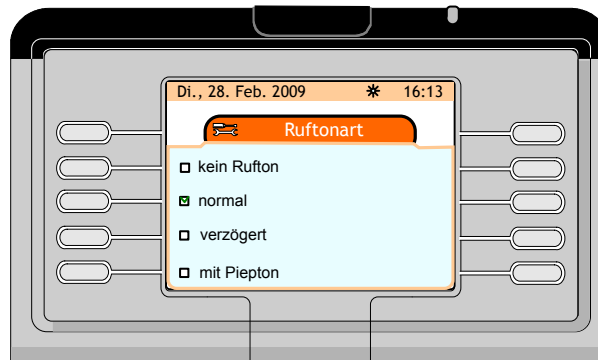 Di., 28. Feb. 2009 16:13
Ruftonart
kein Rufton
normal
verzögert
mit Piepton